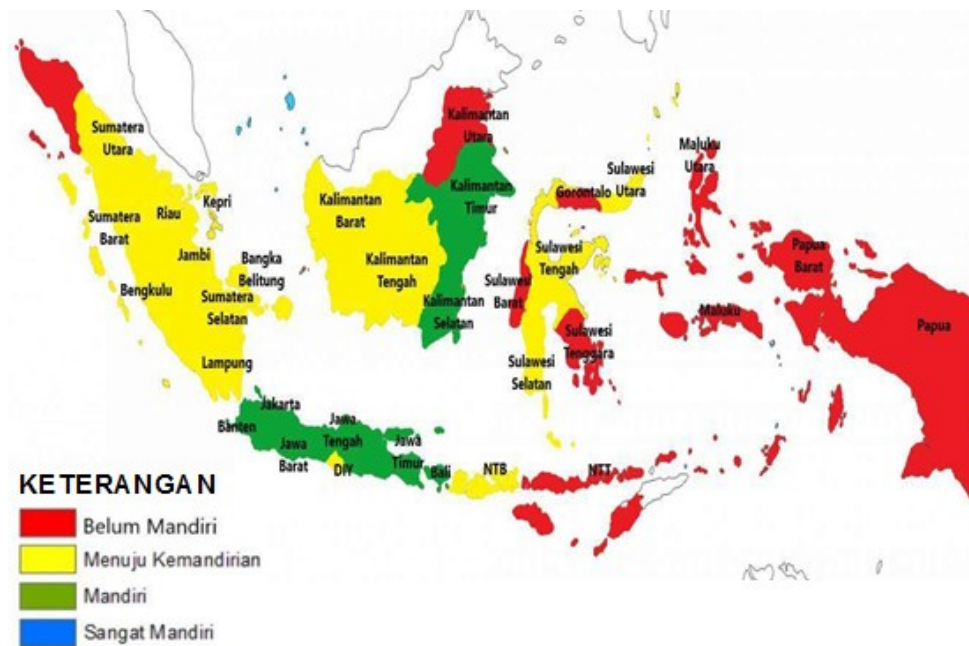 Kalimantan
Utara
Sumatera
Utara
Maluku
Utara
Sulawesi
Utara
Gorontalo
Kalimantan
Timur
Kalimantan
Barat
Kepri
Riau
Sumatera
Barat
Sulawesi
Tengah
Papua
Barat
Jambi
Bangka
Belitung
Kalimantan
Tengah
Sulawesi
Barat
Bengkulu
Sumatera
Selatan
Kalimantan
Selatan
Maluku
Papua
Sulawesi
Tenggara
Lampung
Sulawesi
Selatan
Jakarta
Banten
Jawa
Tengah
Jawa
Barat
Jawa
Timur
DIY
Bali
NTB
NTT
KETERANGAN
Belum Mandiri
Menuju Kemandirian
Mandiri
Sangat Mandiri